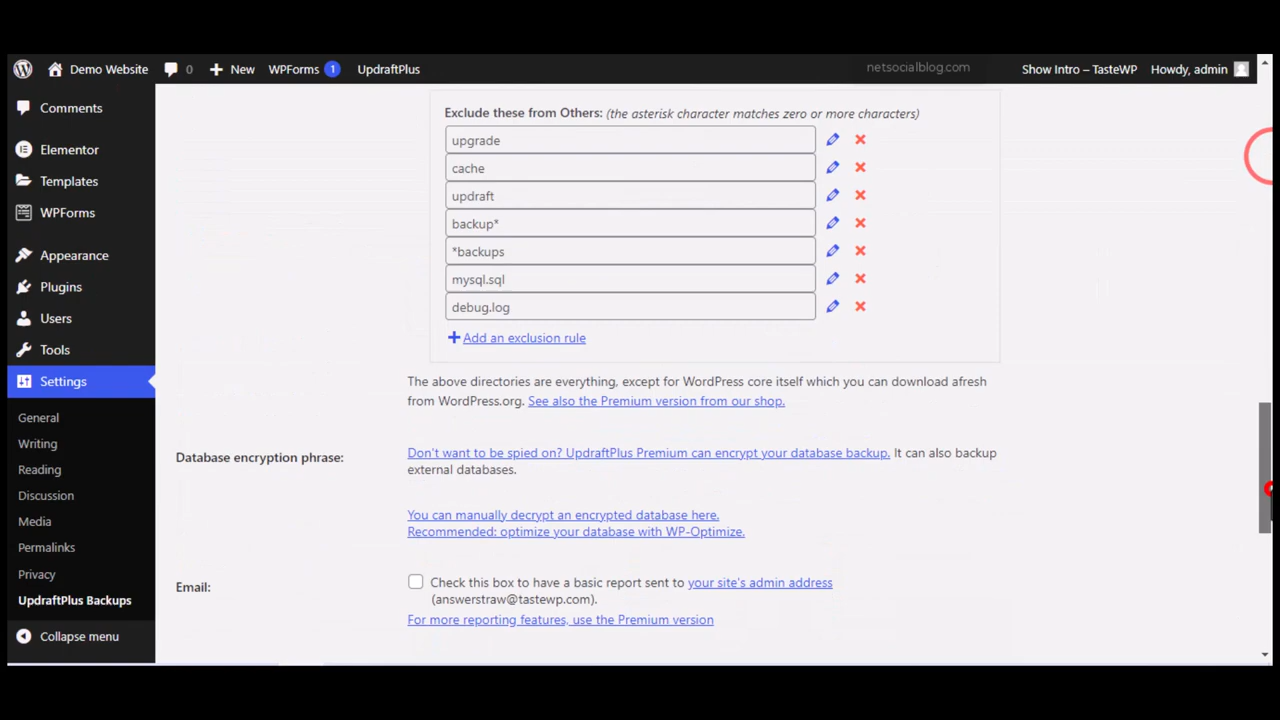 Demo Website 0 New WPForms 1 UpdraftPlus netsocialblog.com Show Intro – TasteWP Howdy, admin
Comments
Elementor
Templates
WPForms
Appearance
Plugins
Users
Tools
Settings
General
Writing
Reading
Discussion
Media
Permalinks
Privacy
UpdraftPlus Backups
Collapse menu
Exclude these from Others: (the asterisk character matches zero or more characters)
upgrade
cache
updraft
backup*
*backups
mysql.sql
debug.log
Add an exclusion rule
The above directories are everything, except for WordPress core itself which you can download afresh
from WordPress.org. See also the Premium version from our shop.
Database encryption phrase:
Don't want to be spied on? UpdraftPlus Premium can encrypt your database backup. It can also backup
external databases.
You can manually decrypt an encrypted database here.
Recommended: optimize your database with WP-Optimize.
Email:
Check this box to have a basic report sent to your site's admin address
(answerstraw@tastewp.com).
For more reporting features, use the Premium version